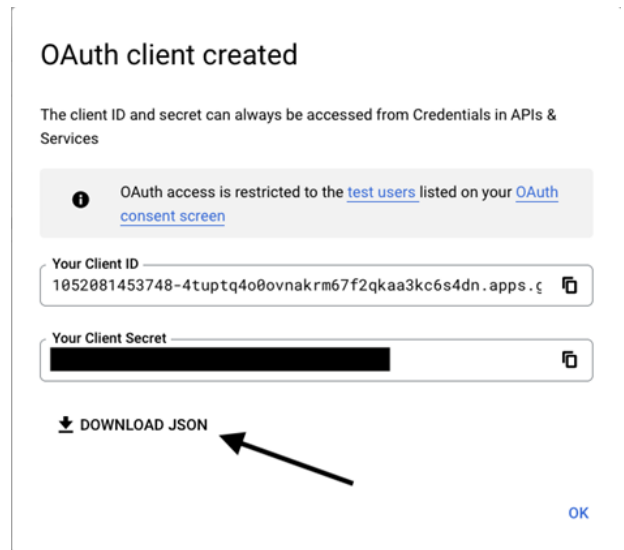 OAuth client created
The client ID and secret can always be accessed from Credentials in APIs &
Services
OAuth access is restricted to the test users listed on your OAuth
consent screen
Your Client ID
1052081453748-4tuptq4o0ovnakrm67f2qkaa3kc6s4dn.apps.g
Your Client Secret
DOWNLOAD JSON
OK